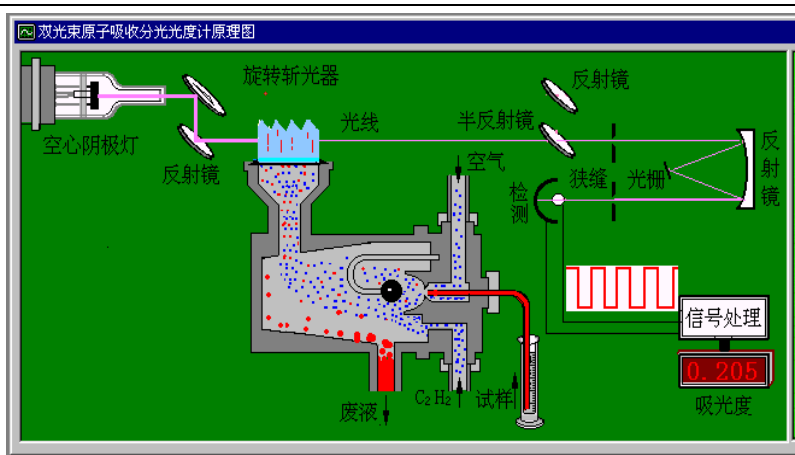 双光束原子吸收分光光度计原理图
旋转斩光器
反射镜
空心阴极灯
光线
半反射镜
反射镜
空气
检测
狭缝
光栅
反射镜
信号处理
0.205
C₂H₂
试样
废液
吸光度